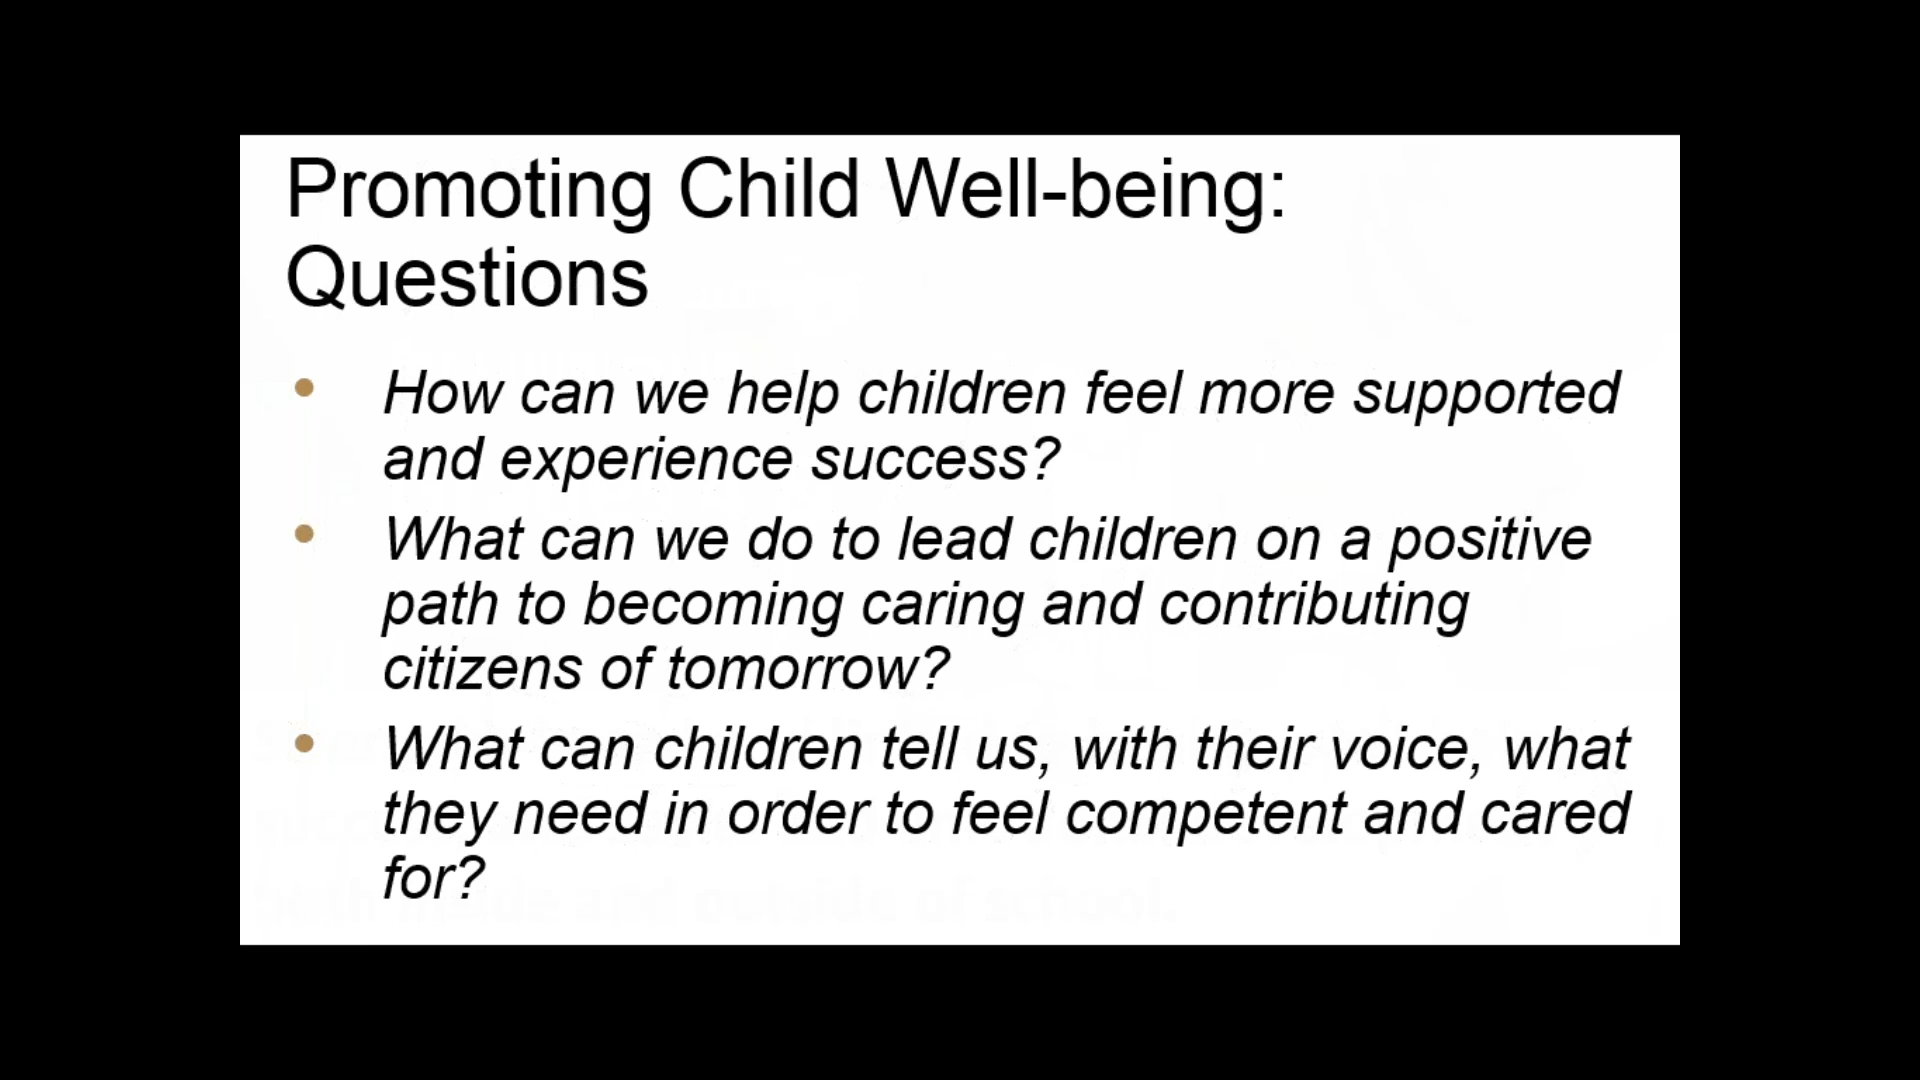 Promoting Child Well-being:
Questions
• How can we help children feel more supported
and experience success?
• What can we do to lead children on a positive
path to becoming caring and contributing
citizens of tomorrow?
• What can children tell us, with their voice, what
they need in order to feel competent and cared
for?